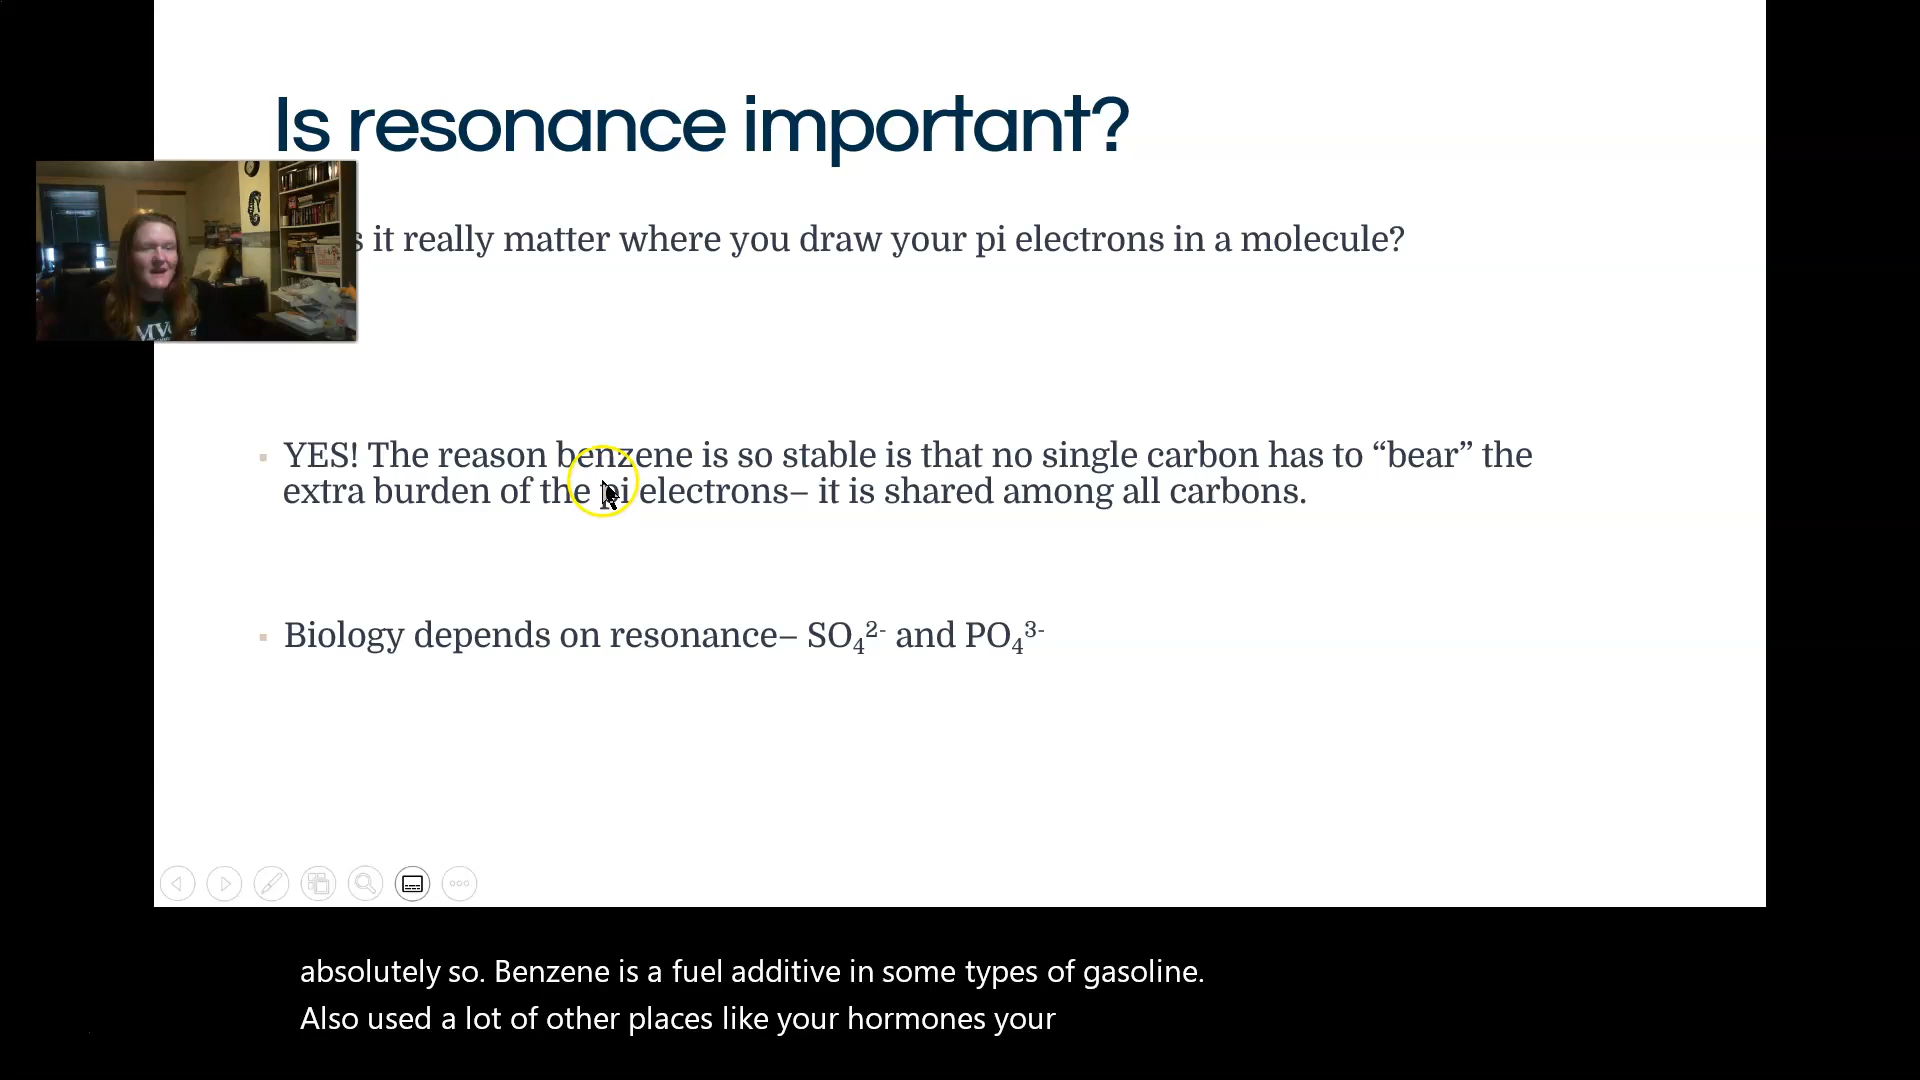 Is resonance important?
s it really matter where you draw your pi electrons in a molecule?
MV
YES! The reason benzene is so stable is that no single carbon has to “bear” the
extra burden of the pi electrons– it is shared among all carbons.
Biology depends on resonance– SO₄²⁻ and PO₄³⁻
absolutely so. Benzene is a fuel additive in some types of gasoline.
Also used a lot of other places like your hormones your